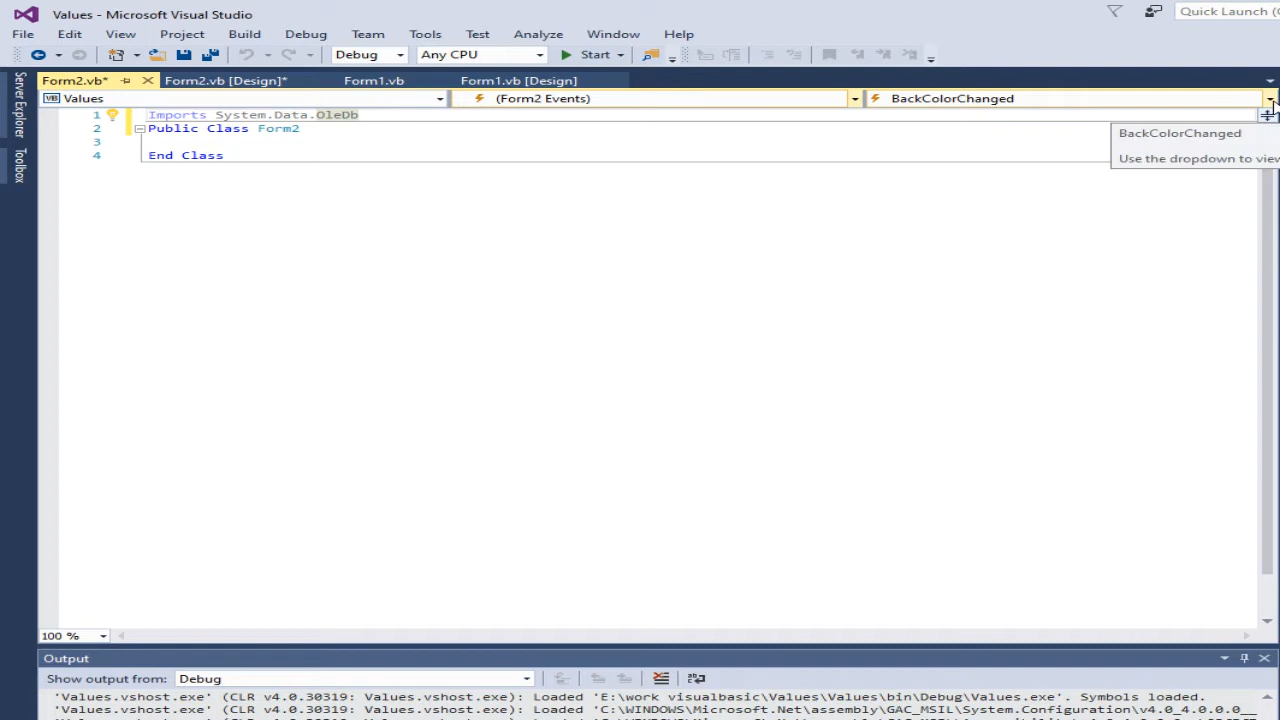 Values - Microsoft Visual Studio
Quick Launch (
File Edit View Project Build Debug Team Tools Test Analyze Window Help
Debug Any CPU Start
Server Explorer
Toolbox
Form2.vb* Form2.vb [Design]* Form1.vb Form1.vb [Design]
VB Values (Form2 Events) BackColorChanged
1 Imports System.Data.OleDb
2 Public Class Form2
3
4 End Class
BackColorChanged
Use the dropdown to view
100 %
Output
Show output from: Debug
'Values.vshost.exe' (CLR v4.0.30319: Values.vshost.exe): Loaded 'E:\work visualbasic\Values\Values\bin\Debug\Values.exe'. Symbols loaded.
'Values.vshost.exe' (CLR v4.0.30319: Values.vshost.exe): Loaded 'C:\WINDOWS\Microsoft.Net\assembly\GAC_MSIL\System.Configuration\v4.0_4.0.0.0__